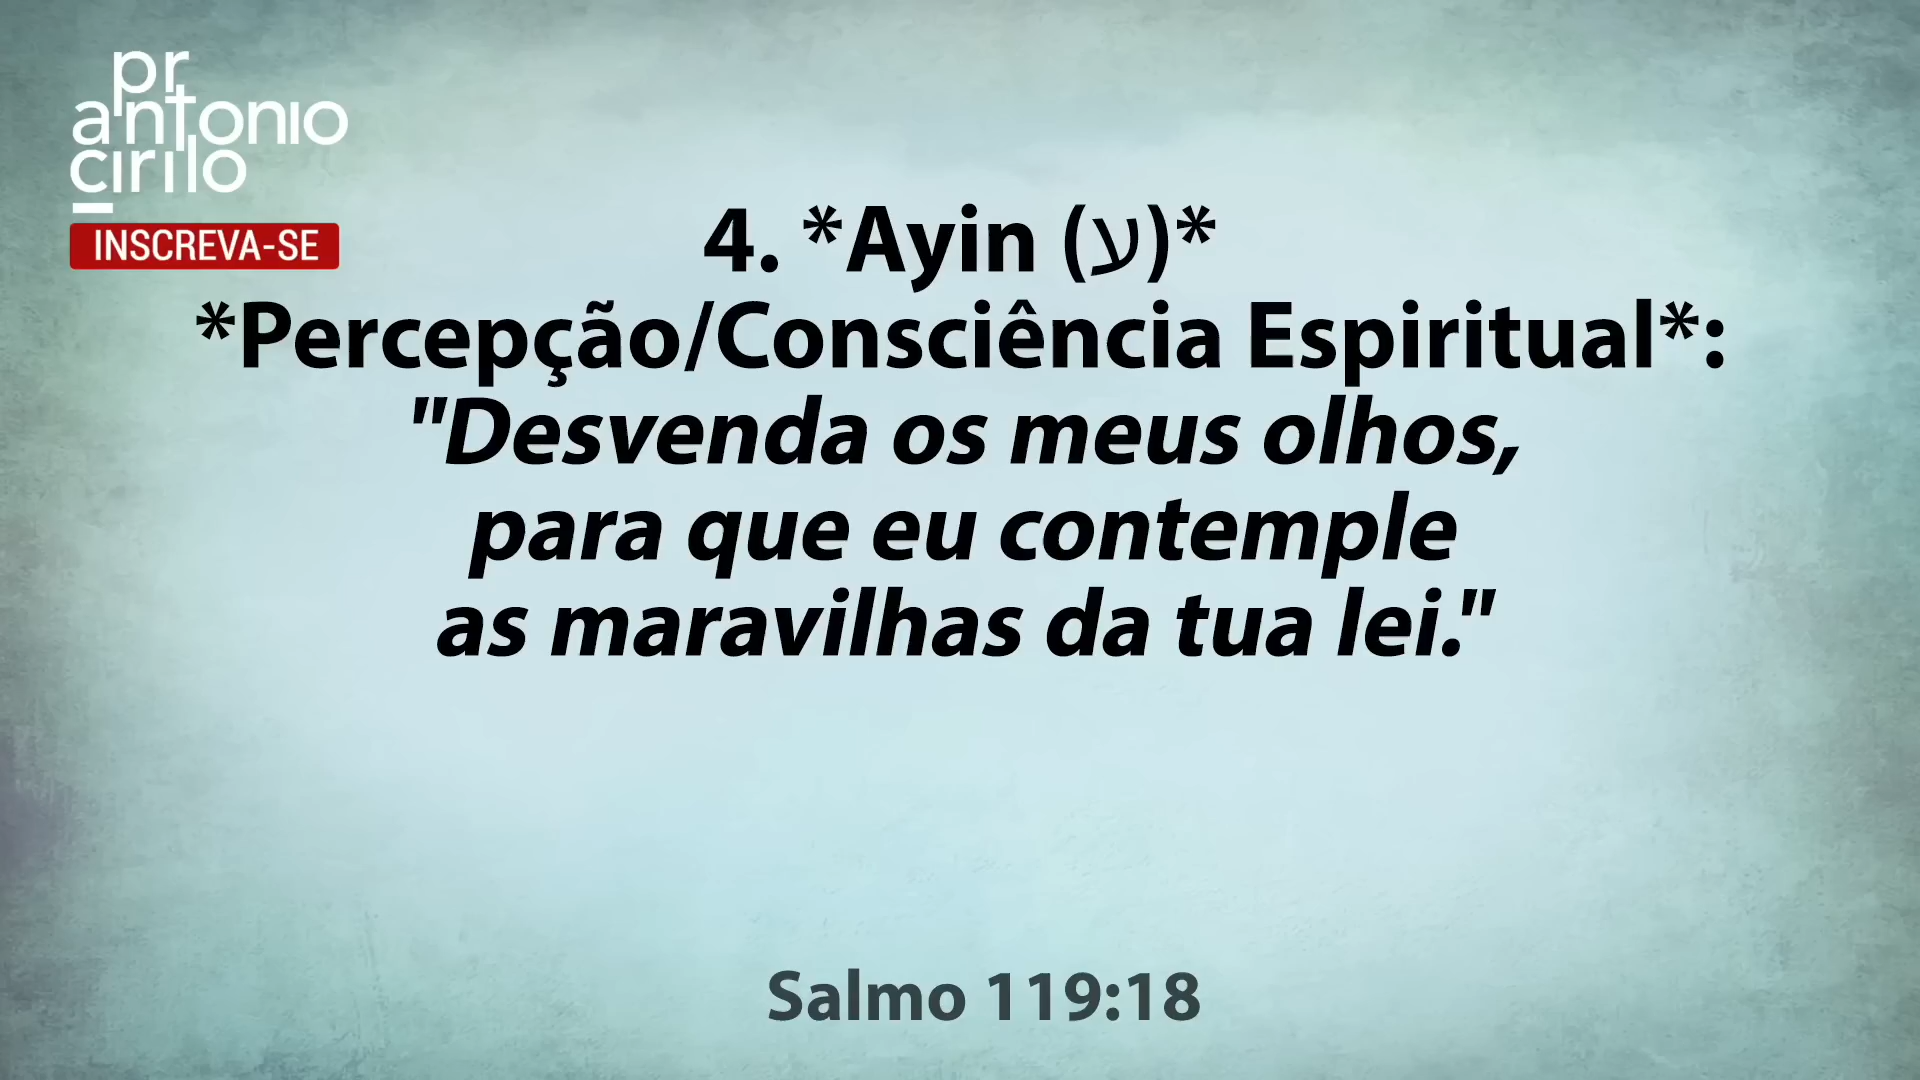 pr
antonio
cirilo
INSCREVA-SE
4. *Ayin (ע)*
*Percepção/Consciência Espiritual*:
"Desvenda os meus olhos,
para que eu contemple
as maravilhas da tua lei."
Salmo 119:18